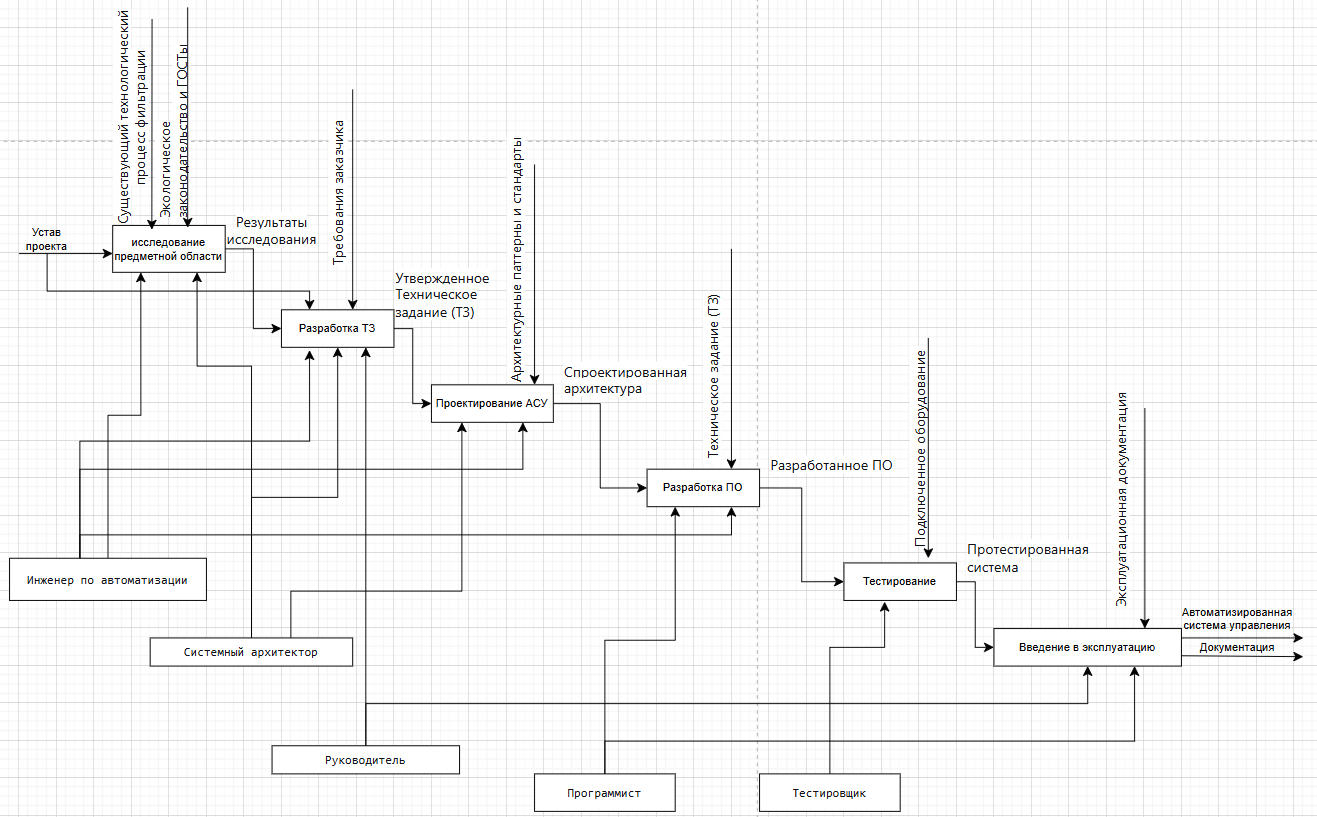 Существующий технологический
процесс фильтрации
Экологическое
законодательство и ГОСТы
Устав
проекта
исследование
предметной области
Результаты
исследования
Требования заказчика
Разработка ТЗ
Утвержденное
Техническое
задание (ТЗ)
Архитектурные паттерны и стандарты
Проектирование АСУ
Спроектированная
архитектура
Техническое задание (ТЗ)
Разработка ПО
Разработанное ПО
Подключенное оборудование
Тестирование
Протестированная
система
Эксплуатационная документация
Введение в эксплуатацию
Автоматизированная
система управления
Документация
Инженер по автоматизации
Системный архитектор
Руководитель
Программист
Тестировщик